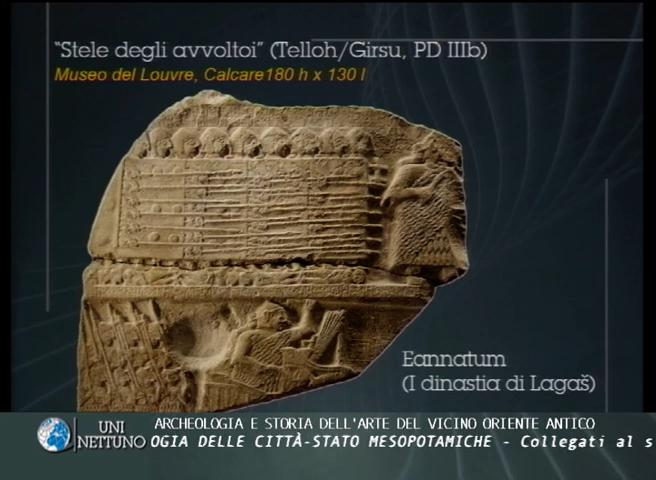 "Stele degli avvoltoi" (Telloh/Girsu, PD IIIb)
Museo del Louvre, Calcare180 h x 130 l
Eannatum
(I dinastia di Lagaš)
UNI
NETTUNO
ARCHEOLOGIA E STORIA DELL'ARTE DEL VICINO ORIENTE ANTICO
OGIA DELLE CITTÀ-STATO MESOPOTAMICHE - Collegati al s